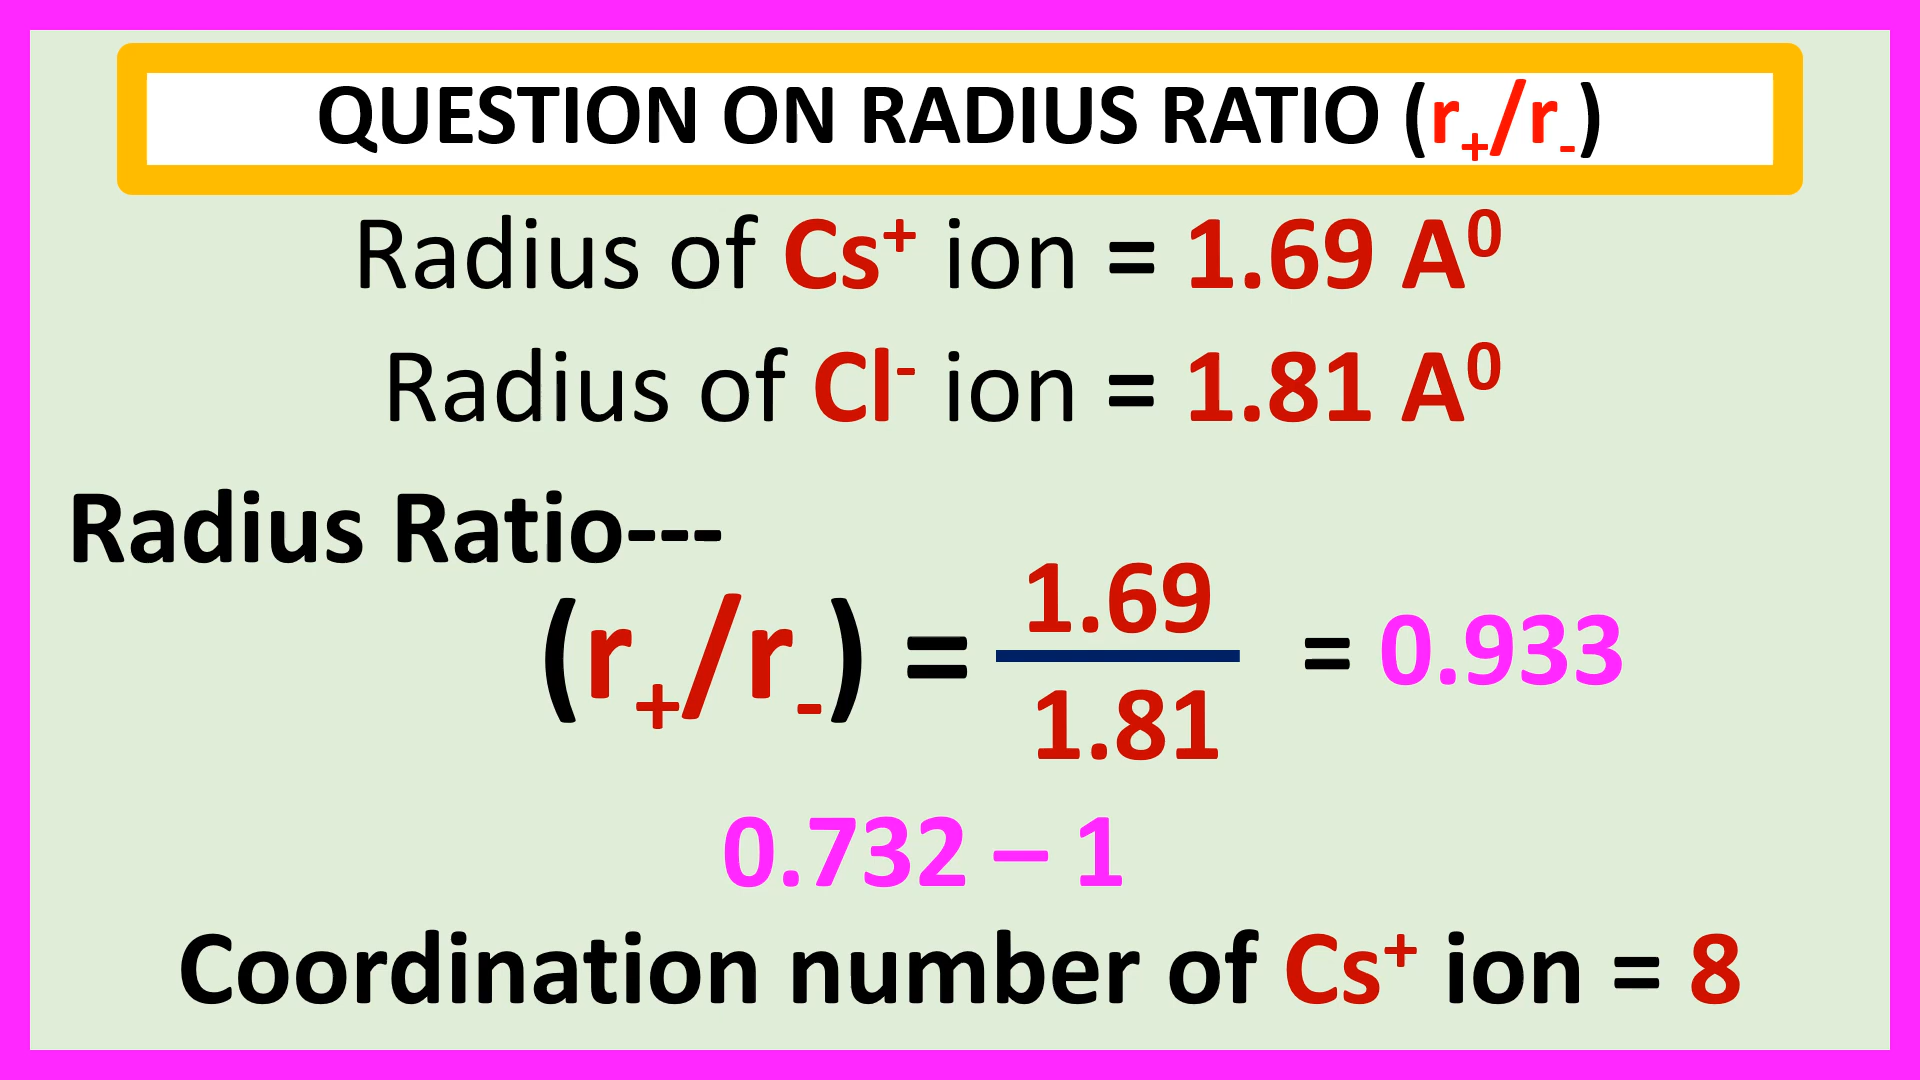 QUESTION ON RADIUS RATIO (r₊/r₋)
Radius of Cs⁺ ion = 1.69 A⁰
Radius of Cl⁻ ion = 1.81 A⁰
Radius Ratio---
(r₊/r₋) = 1.69/1.81 = 0.933
0.732 – 1
Coordination number of Cs⁺ ion = 8